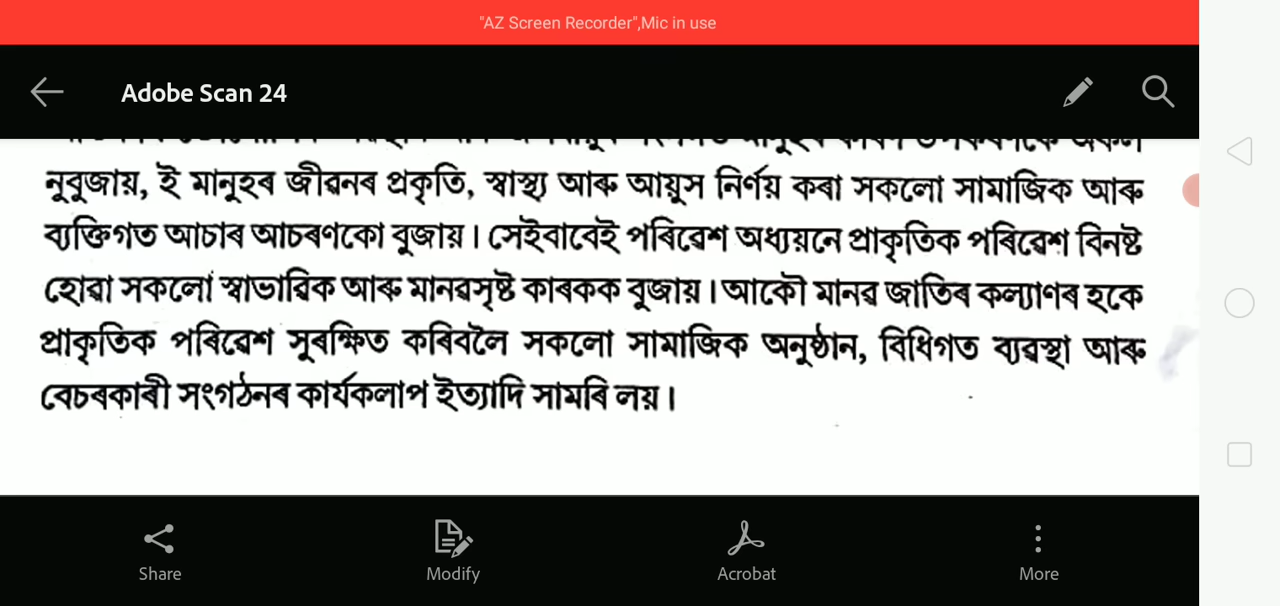 "AZ Screen Recorder",Mic in use
Adobe Scan 24
নুবুজায়, ই মানুহৰ জীৱনৰ প্ৰকৃতি, স্বাস্থ্য আৰু আয়ুস নিৰ্ণয় কৰা সকলো সামাজিক আৰু
ব্যক্তিগত আচাৰ আচৰণকো বুজায়। সেইবাবেই পৰিৱেশ অধ্যয়নে প্ৰাকৃতিক পৰিৱেশ বিনষ্ট
হোৱা সকলো স্বাভাৱিক আৰু মানৱসৃষ্ট কাৰকক বুজায়। আকৌ মানৱ জাতিৰ কল্যাণৰ হকে
প্ৰাকৃতিক পৰিৱেশ সুৰক্ষিত কৰিবলৈ সকলো সামাজিক অনুষ্ঠান, বিধিগত ব্যৱস্থা আৰু
বেচৰকাৰী সংগঠনৰ কাৰ্যকলাপ ইত্যাদি সামৰি লয়।
Share
Modify
Acrobat
More